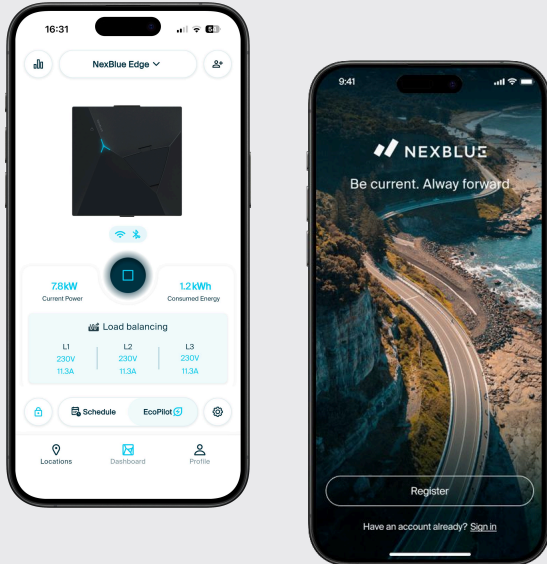 16:31
NexBlue Edge
7.8kW
Current Power
1.2kWh
Consumed Energy
Load balancing
L1
L2
L3
230V
230V
230V
11.3A
11.3A
11.3A
Schedule
EcoPilot
Locations
Dashboard
Profile
9:41
NEXBLUE
Be current. Alway forward
Register
Have an account already? Sign in